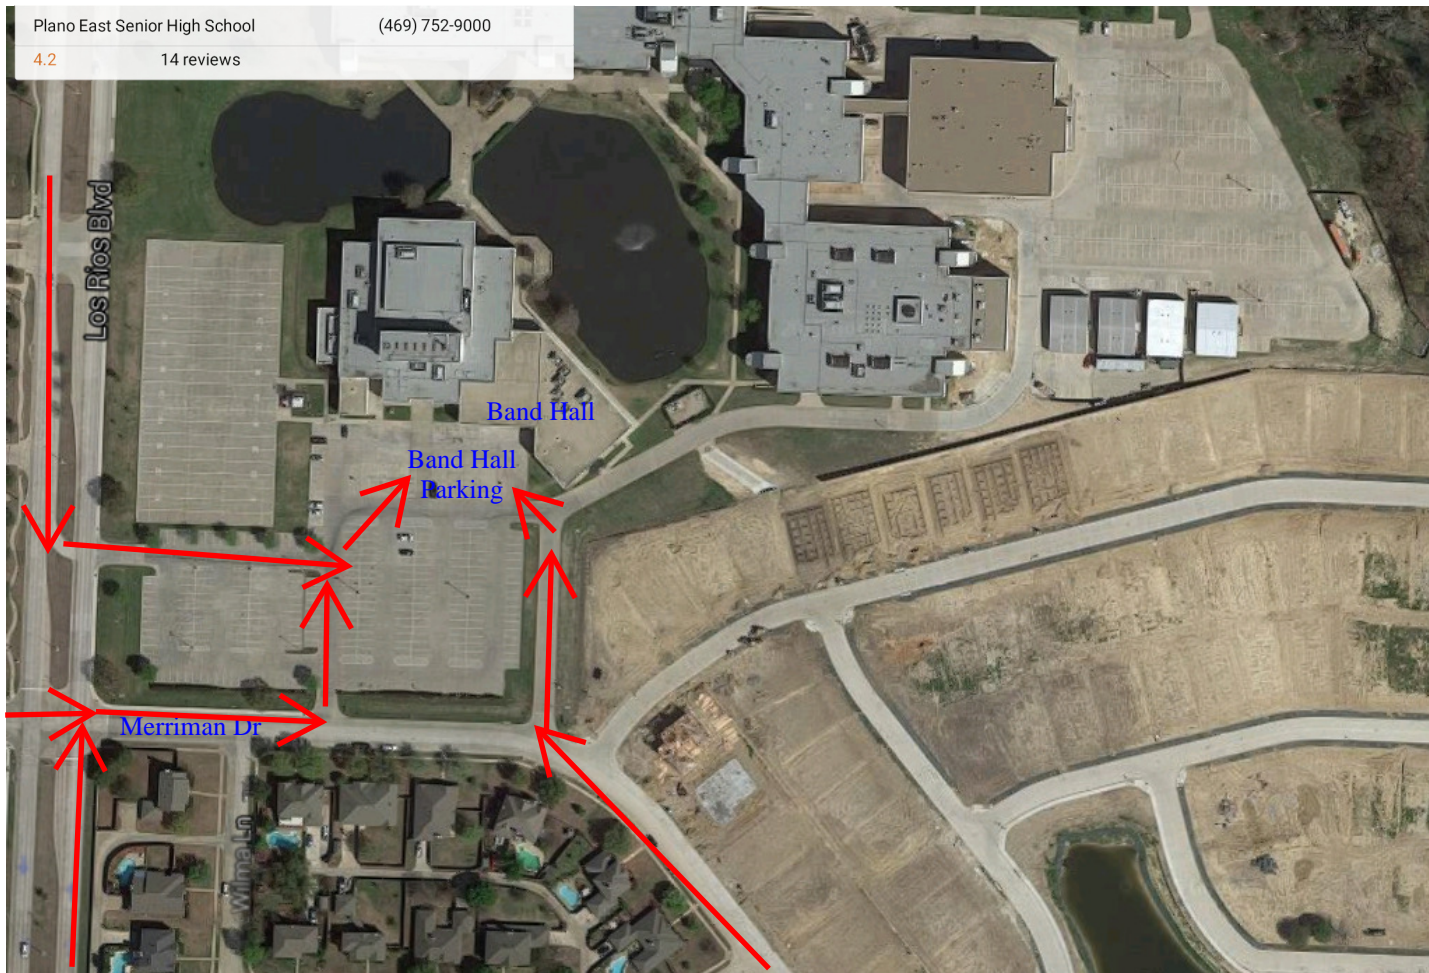 Plano East Senior High School (469) 752-9000
4.2 14 reviews
Los Rios Blvd
Band Hall
Band Hall
Parking
Merriman Dr
Wilma Ln